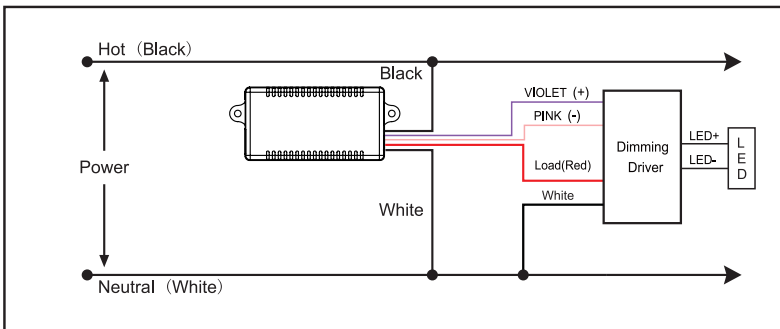 Hot (Black)
Black
VIOLET (+)
PINK (-)
Dimming
Driver
LED+
LED-
L
E
D
Power
Load(Red)
White
White
Neutral (White)